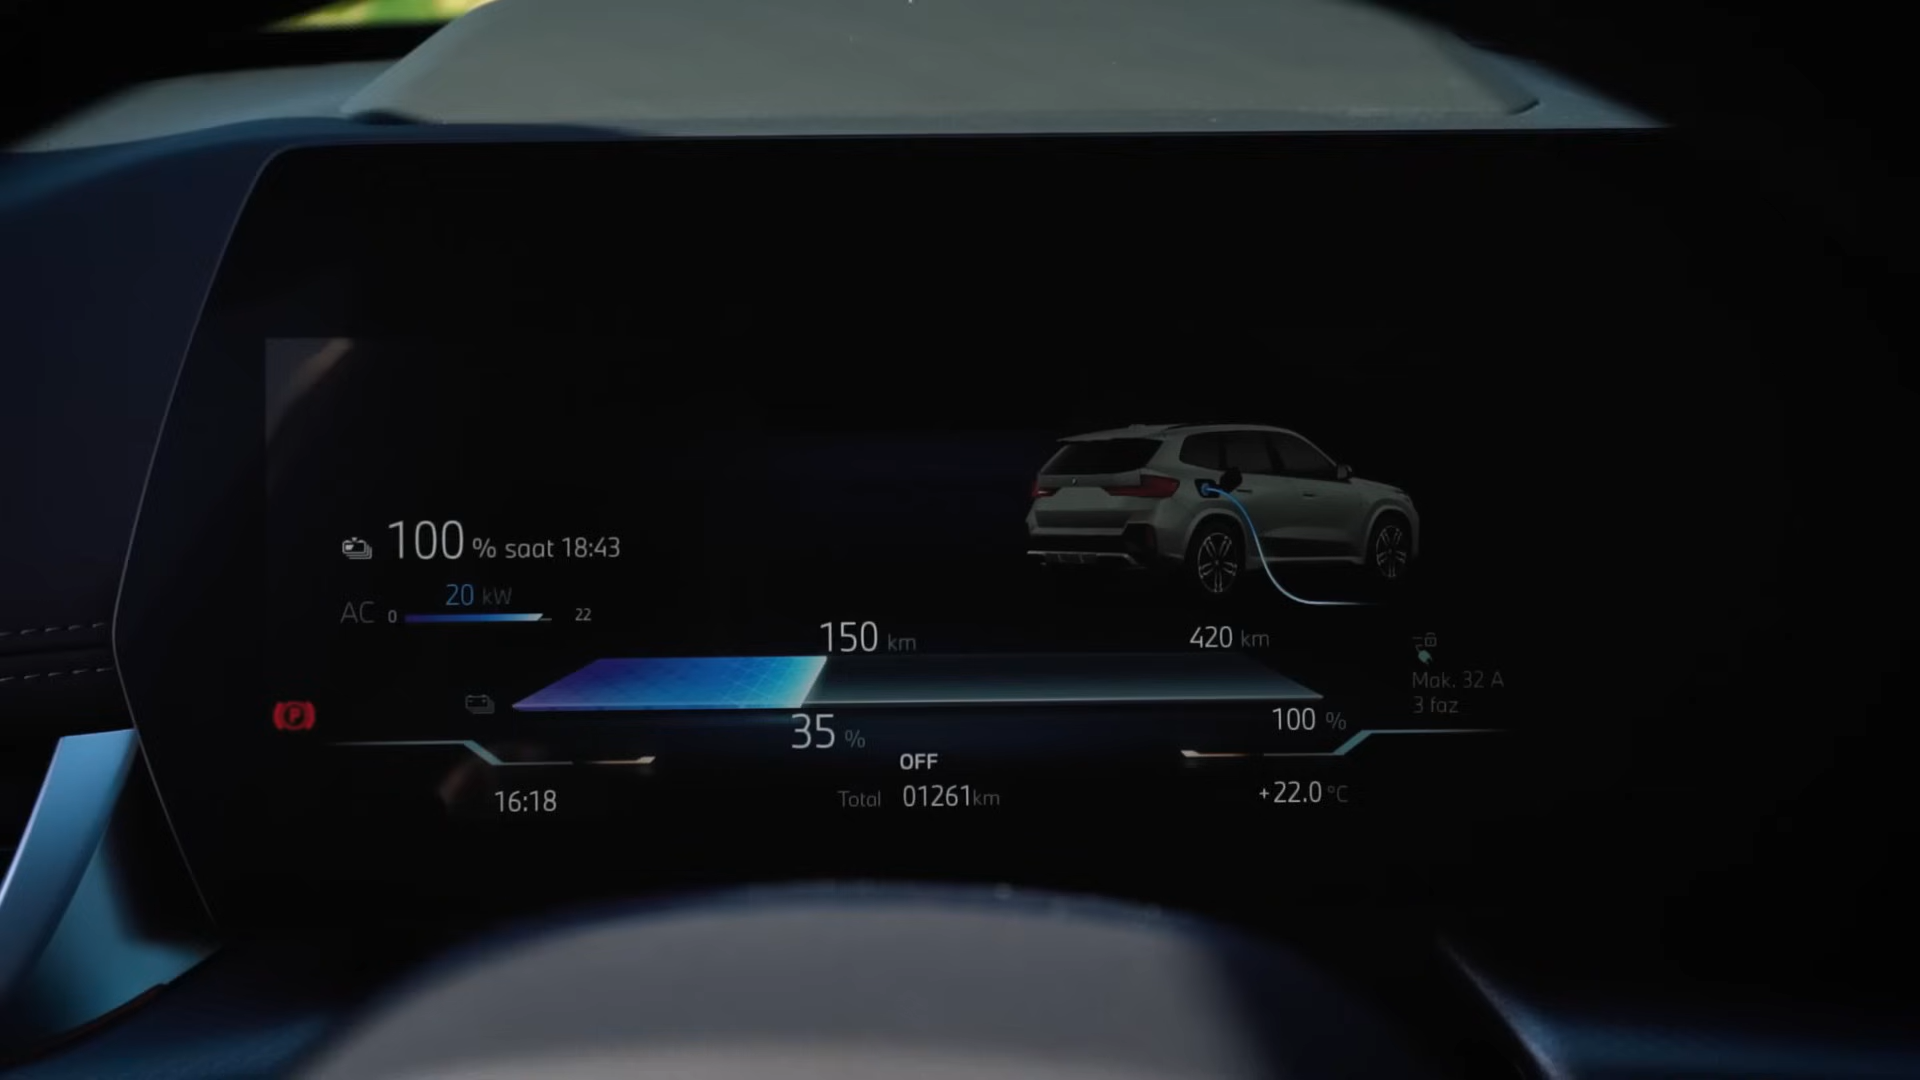 100 % saat 18:43
20 kW
AC 0 22
150 km 420 km
Mak. 32 A
3 faz
P
35 % 100 %
OFF
16:18 Total 01261km +22.0 °C